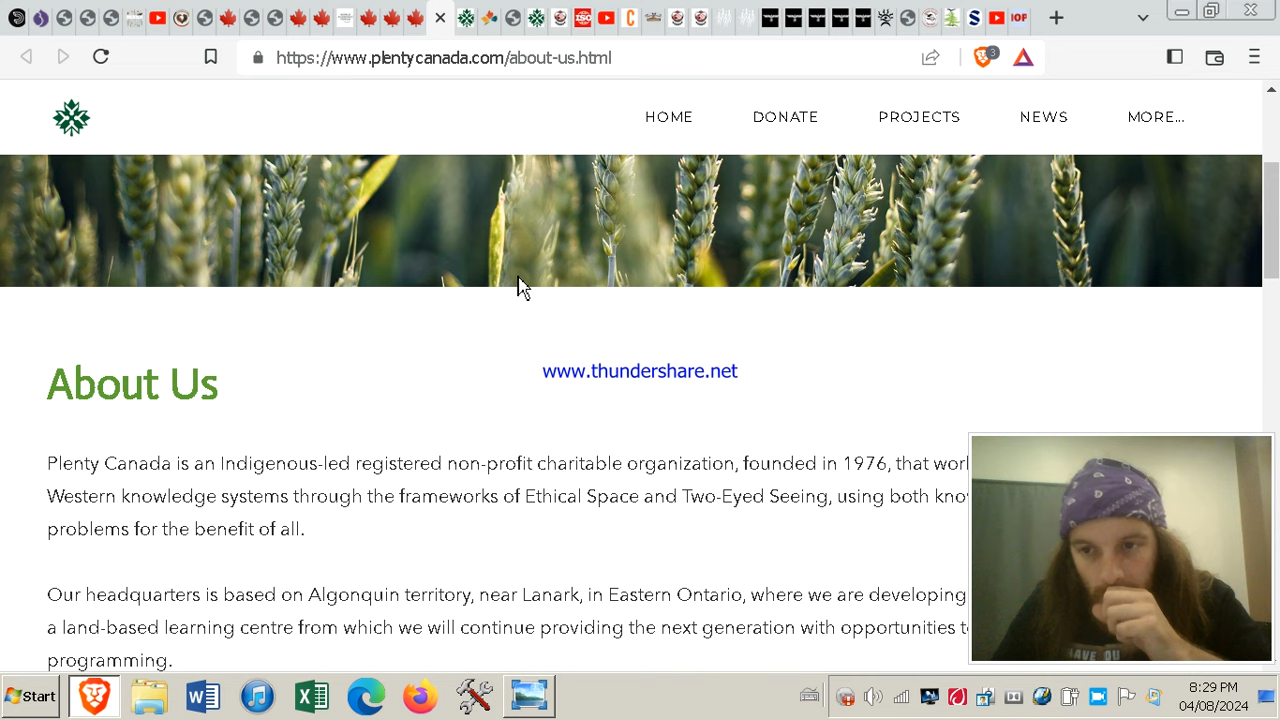 ISO
IOF
https://www.plentycanada.com/about-us.html
3
HOME DONATE PROJECTS NEWS MORE...
About Us
www.thundershare.net
Plenty Canada is an Indigenous-led registered non-profit charitable organization, founded in 1976, that
Western knowledge systems through the frameworks of Ethical Space and Two-Eyed Seeing, using both
problems for the benefit of all.
Our headquarters is based on Algonquin territory, near Lanark, in Eastern Ontario, where we are developing
a land-based learning centre from which we will continue providing the next generation with opportunities
programming.
Start
8:29 PM
04/08/2024